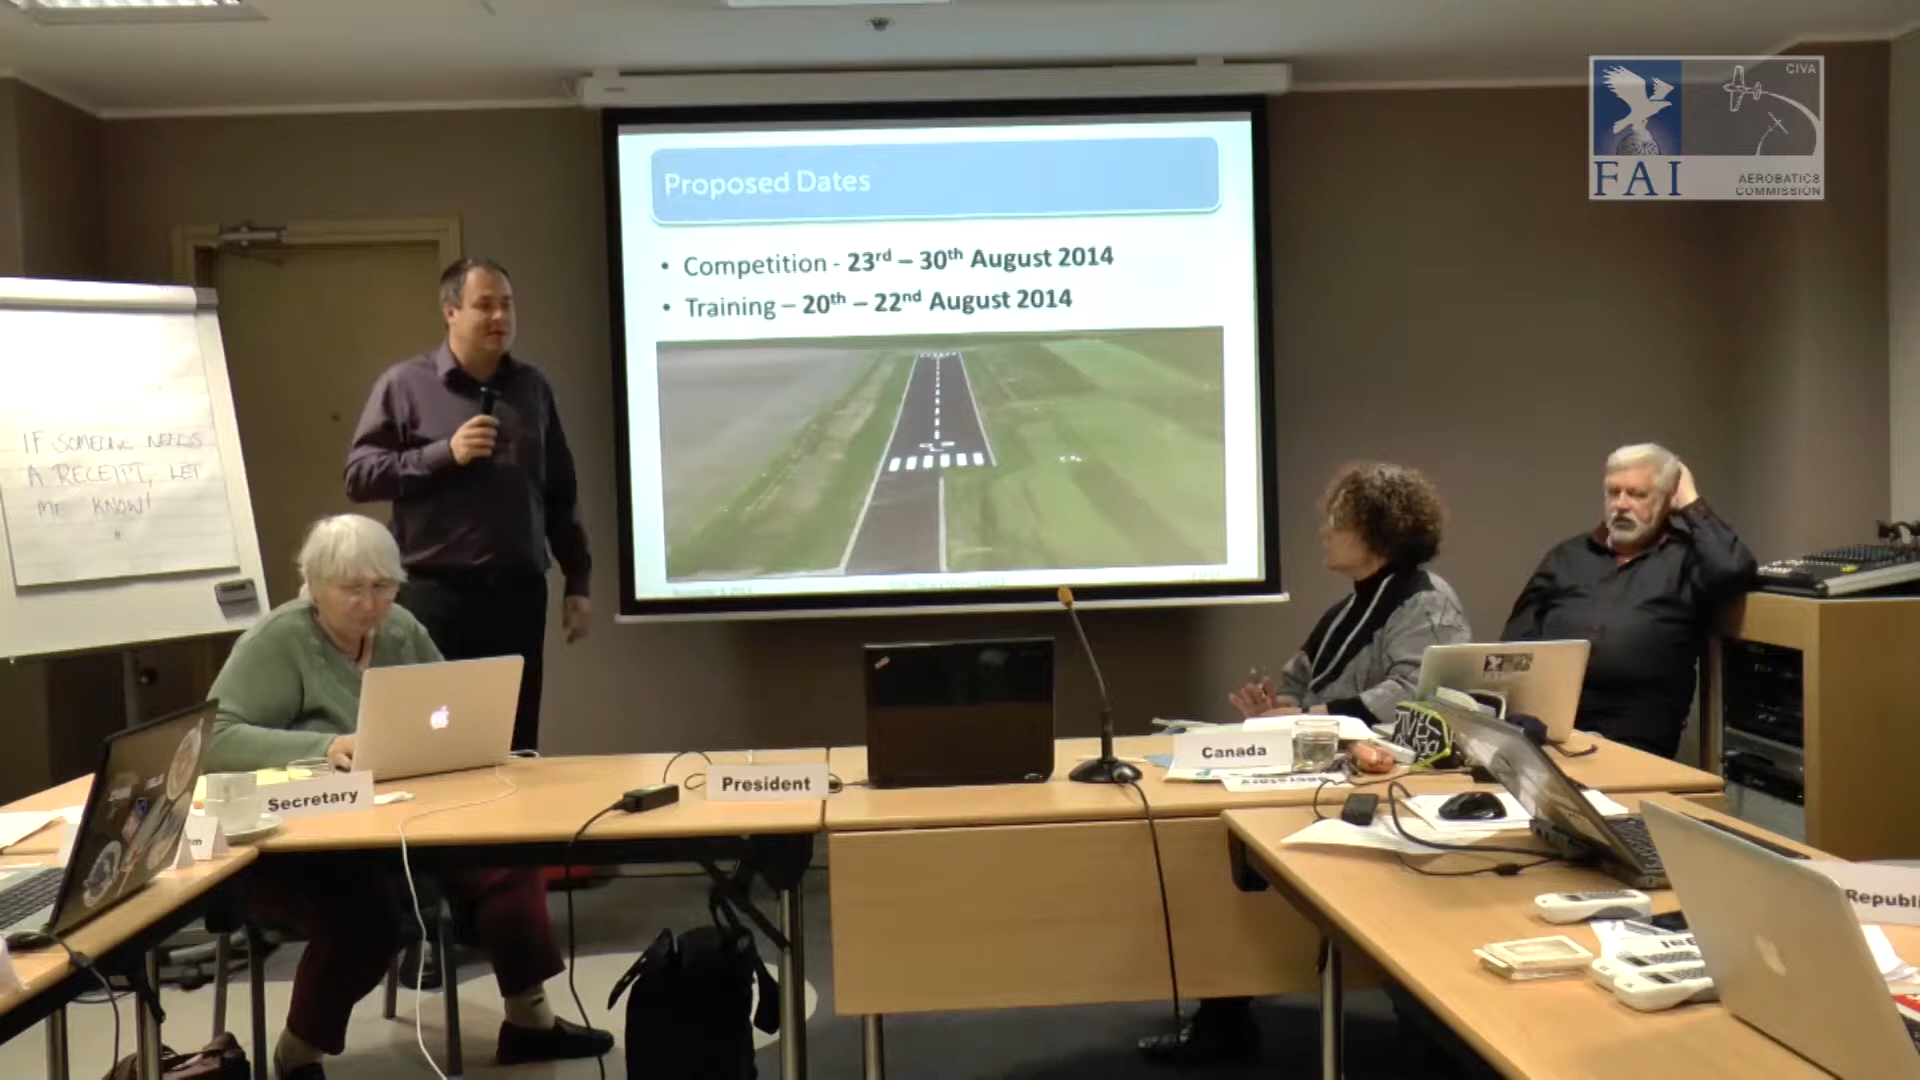 CIVA
FAI
AEROBATICS
COMMISSION
Proposed Dates
• Competition - 23rd – 30th August 2014
• Training – 20th – 22nd August 2014
IF SOMEONE NEEDS
A RECEIPT, LET
ME KNOW!
Secretary
President
Canada
Republi